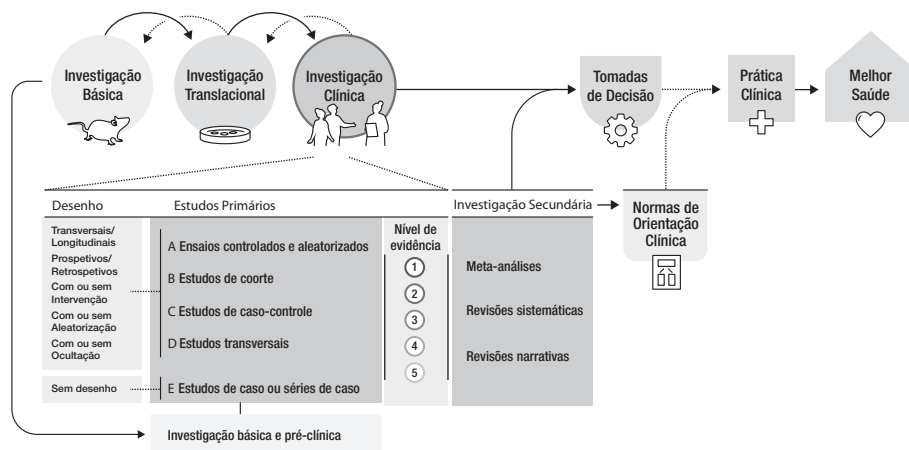 Investigação
Básica
Investigação
Translacional
Investigação
Clínica
Tomadas
de Decisão
Prática
Clínica
Melhor
Saúde
Desenho
Estudos Primários
Nível de
evidência
Investigação Secundária
Normas de
Orientação
Clínica
Transversais/
Longitudinais
Prospetivos/
Retrospetivos
Com ou sem
Intervenção
Com ou sem
Aleatorização
Com ou sem
Ocultação
Sem desenho
A Ensaios controlados e aleatorizados
B Estudos de coorte
C Estudos de caso-controle
D Estudos transversais
E Estudos de caso ou séries de caso
1
2
3
4
5
Meta-análises
Revisões sistemáticas
Revisões narrativas
Investigação básica e pré-clínica